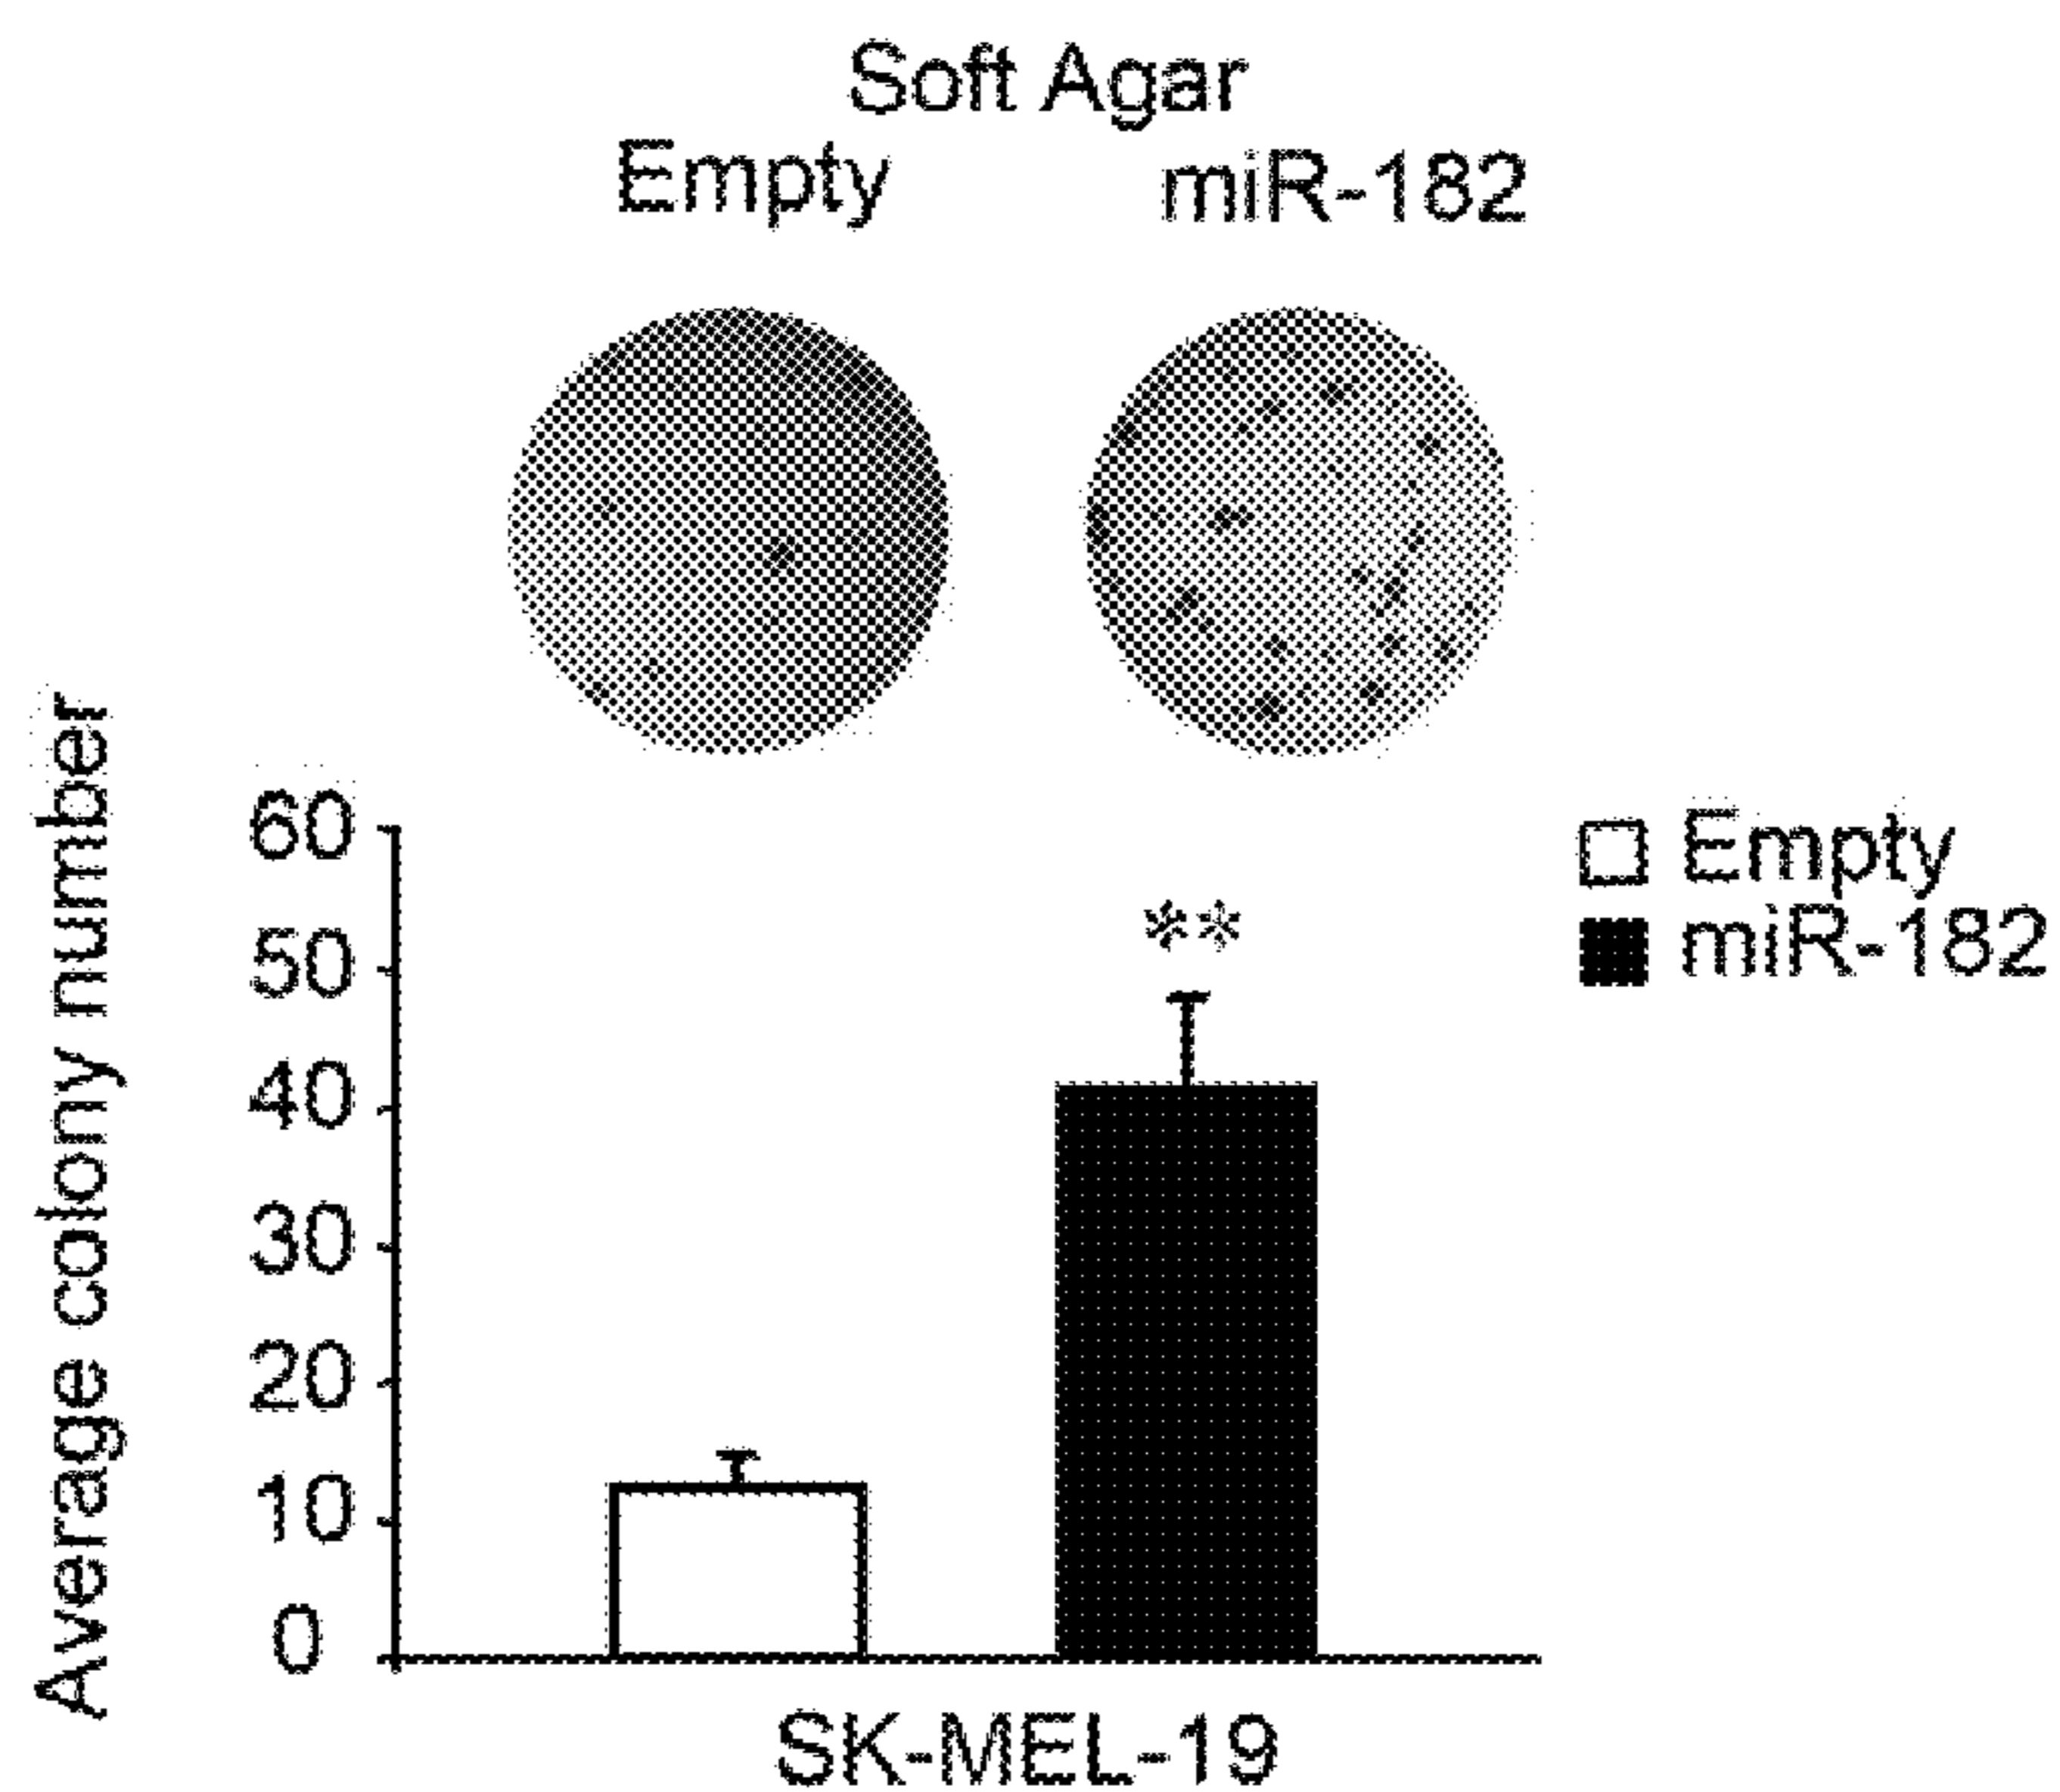 Soft Agar
Empty miR-182
Average colony number
60
50
40
30
20
10
0
**
Empty
miR-182
SK-MEL-19